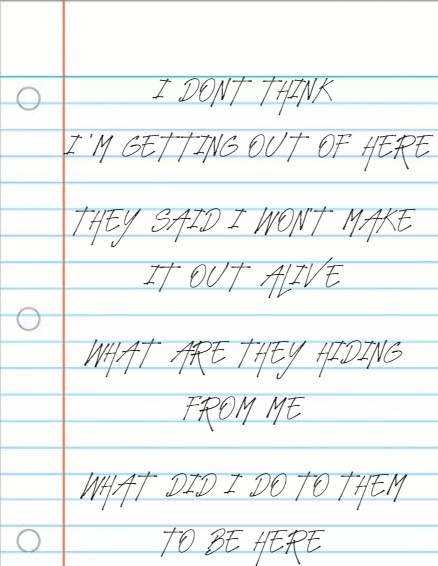 I DONT THINK
I'M GETTING OUT OF HERE
THEY SAID I WON'T MAKE
IT OUT ALIVE
WHAT ARE THEY HIDING
FROM ME
WHAT DID I DO TO THEM
TO BE HERE